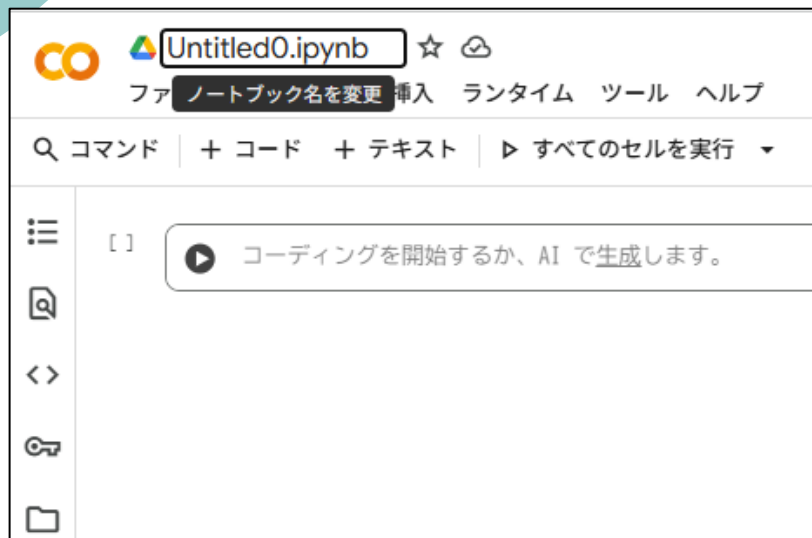 Untitled0.ipynb
ファ ノートブック名を変更 挿入 ランタイム ツール ヘルプ
コマンド + コード + テキスト すべてのセルを実行
[ ] コーディングを開始するか、AI で生成します。